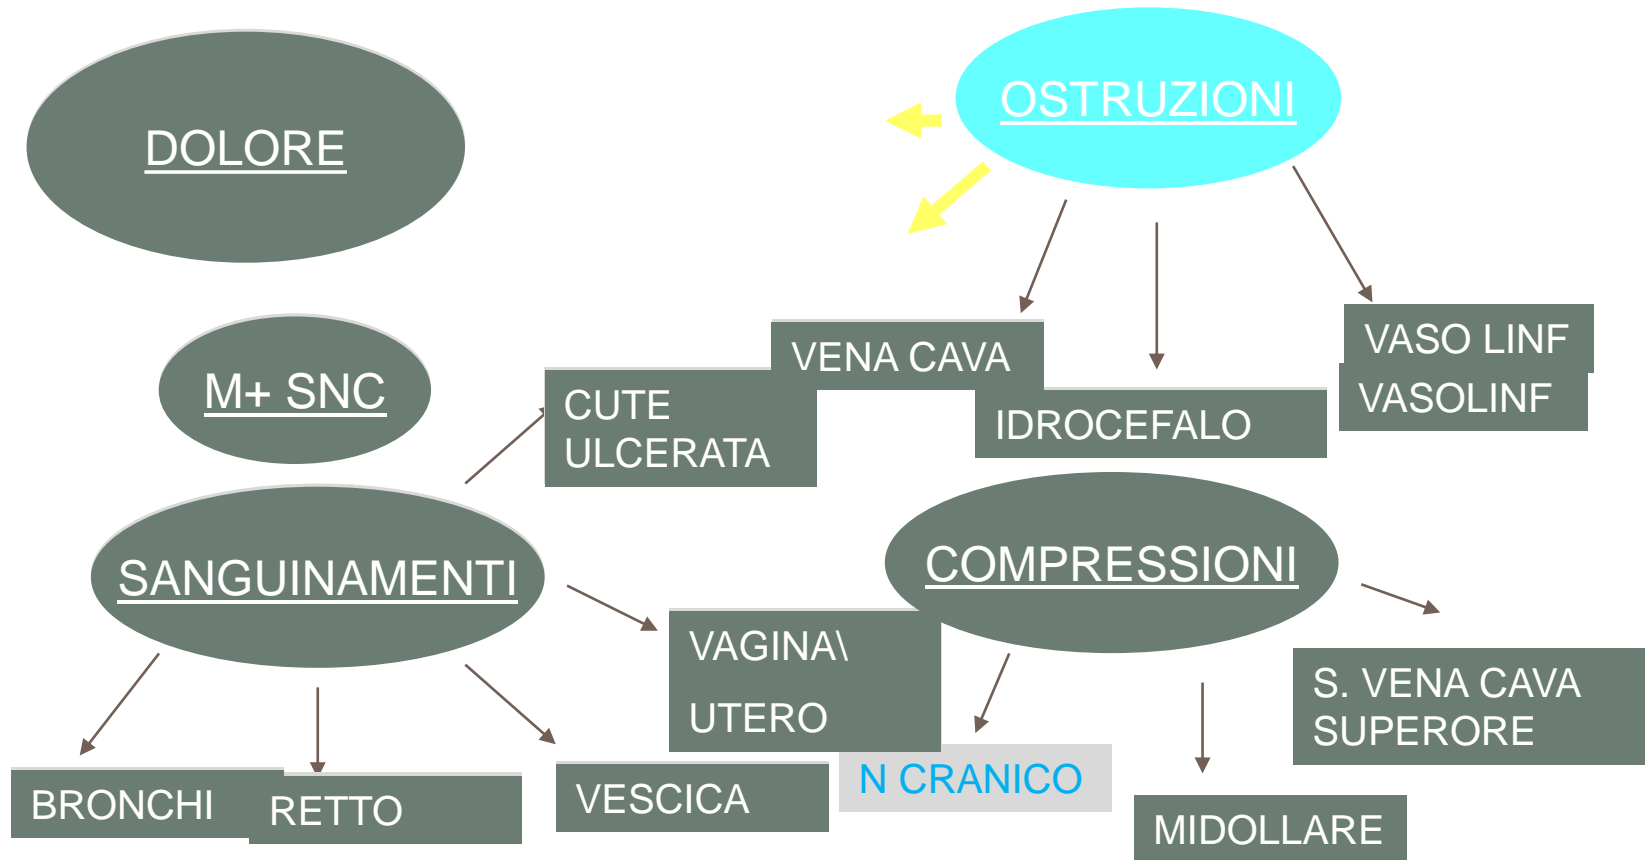 DOLORE
OSTRUZIONI
M+ SNC
VENA CAVA
VASO LINF
VASOLINF
CUTE
ULCERATA
IDROCEFALO
SANGUINAMENTI
COMPRESSIONI
VAGINA\
UTERO
S. VENA CAVA
SUPERORE
BRONCHI
RETTO
VESCICA
N CRANICO
MIDOLLARE